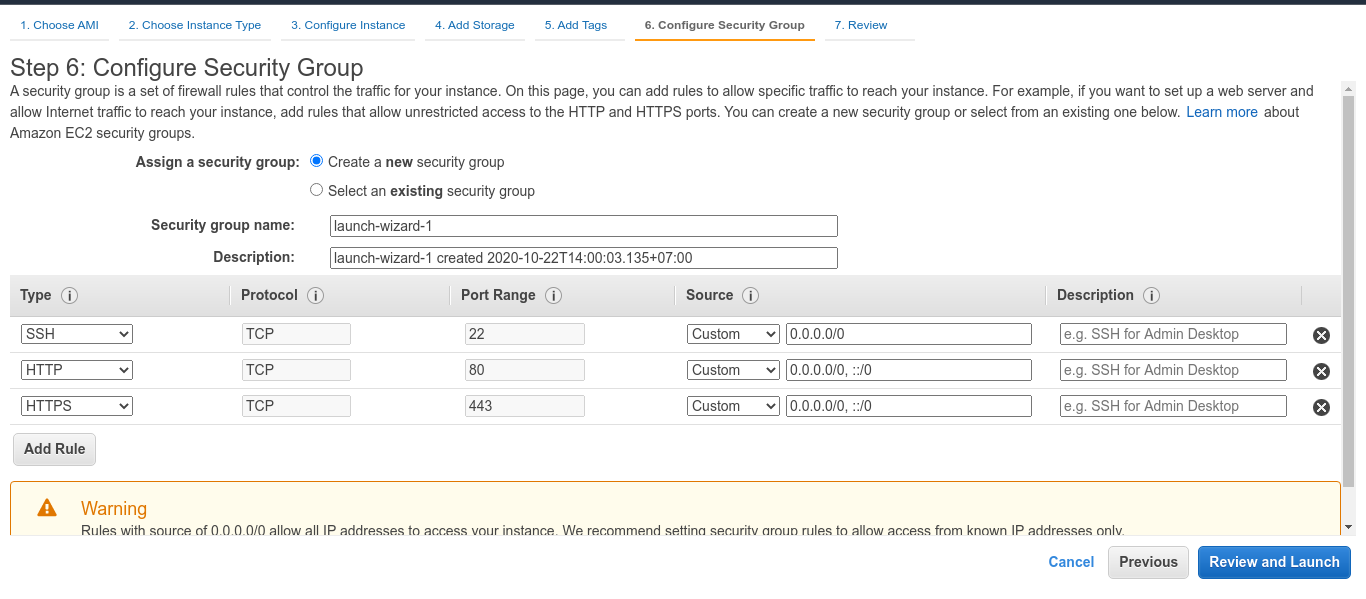 1. Choose AMI 2. Choose Instance Type 3. Configure Instance 4. Add Storage 5. Add Tags 6. Configure Security Group 7. Review
Step 6: Configure Security Group
A security group is a set of firewall rules that control the traffic for your instance. On this page, you can add rules to allow specific traffic to reach your instance. For example, if you want to set up a web server and
allow Internet traffic to reach your instance, add rules that allow unrestricted access to the HTTP and HTTPS ports. You can create a new security group or select from an existing one below. Learn more about
Amazon EC2 security groups.
Assign a security group: Create a new security group
Select an existing security group
Security group name: launch-wizard-1
Description: launch-wizard-1 created 2020-10-22T14:00:03.135+07:00
Type i Protocol i Port Range i Source i Description i
SSH TCP 22 Custom 0.0.0.0/0 e.g. SSH for Admin Desktop
HTTP TCP 80 Custom 0.0.0.0/0, ::/0 e.g. SSH for Admin Desktop
HTTPS TCP 443 Custom 0.0.0.0/0, ::/0 e.g. SSH for Admin Desktop
Add Rule
Warning
Rules with source of 0.0.0.0/0 allow all IP addresses to access your instance. We recommend setting security group rules to allow access from known IP addresses only.
Cancel Previous Review and Launch